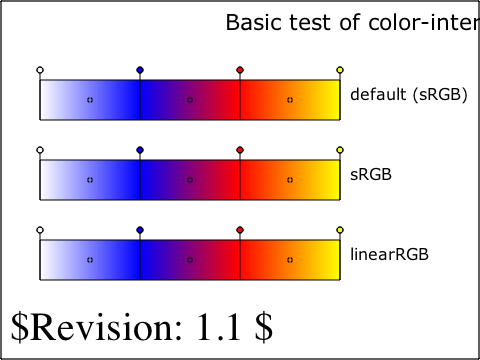 Basic test of color-inter
default (sRGB)
sRGB
linearRGB
$Revision: 1.1 $